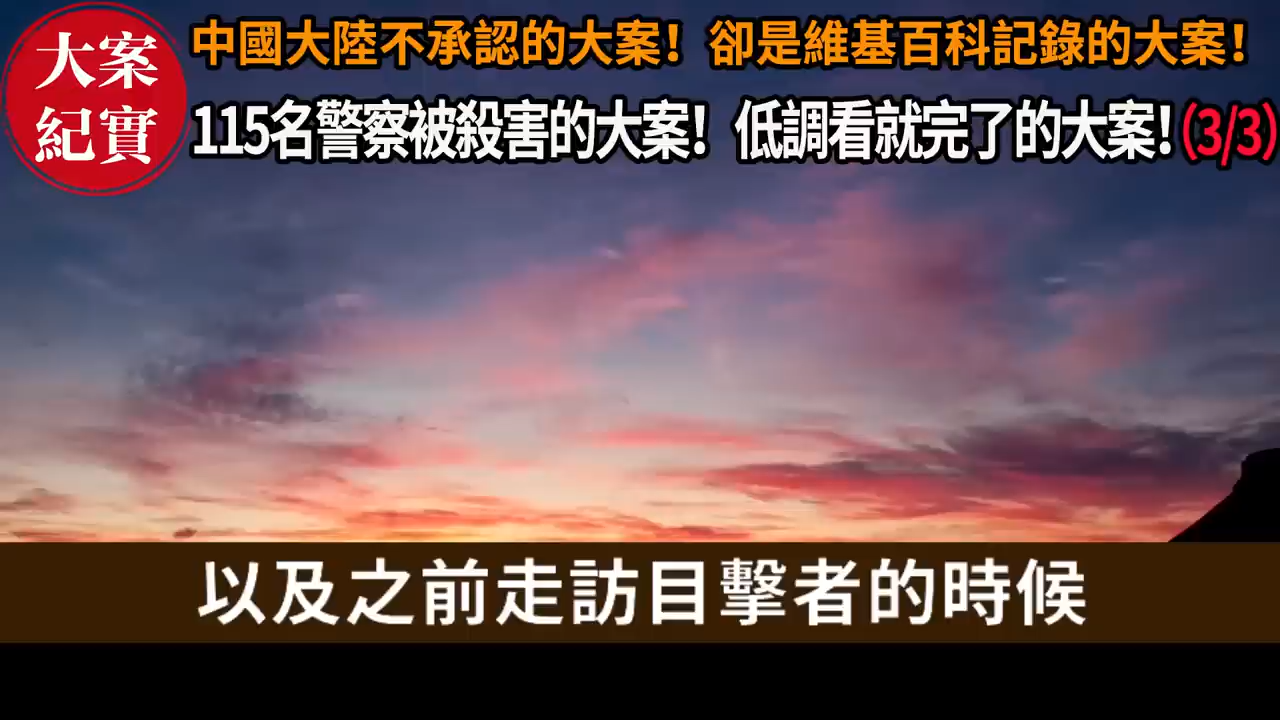 大案
紀實
中國大陸不承認的大案！卻是維基百科記錄的大案！
115名警察被殺害的大案！低調看就完了的大案！(3/3)
以及之前走訪目擊者的時候